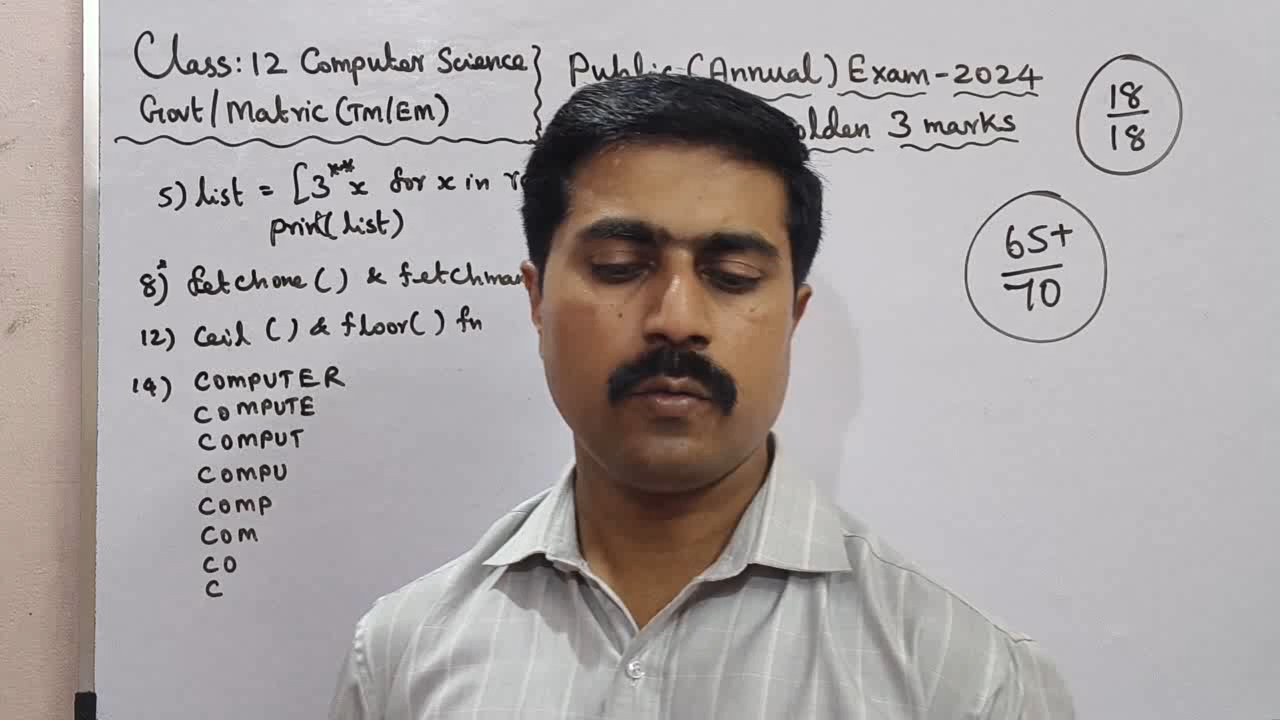 Class: 12 Computer Science } Public (Annual) Exam-2024
Govt/Matric (TM/EM) 3 marks
18
18
5) list = [3**x for x in
print(list)
65+
70
8) fetchone() &
12) Ceil () & floor() fn
14) COMPUTER
COMPUTE
COMPUT
COMPU
COMP
COM
CO
C